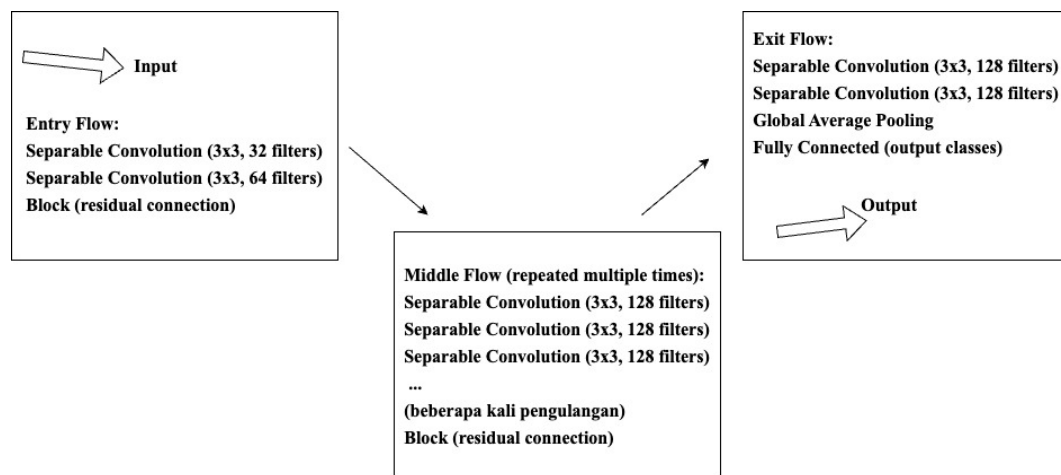 Input
Entry Flow:
Separable Convolution (3x3, 32 filters)
Separable Convolution (3x3, 64 filters)
Block (residual connection)
Middle Flow (repeated multiple times):
Separable Convolution (3x3, 128 filters)
Separable Convolution (3x3, 128 filters)
Separable Convolution (3x3, 128 filters)
...
(beberapa kali pengulangan)
Block (residual connection)
Exit Flow:
Separable Convolution (3x3, 128 filters)
Separable Convolution (3x3, 128 filters)
Global Average Pooling
Fully Connected (output classes)
Output